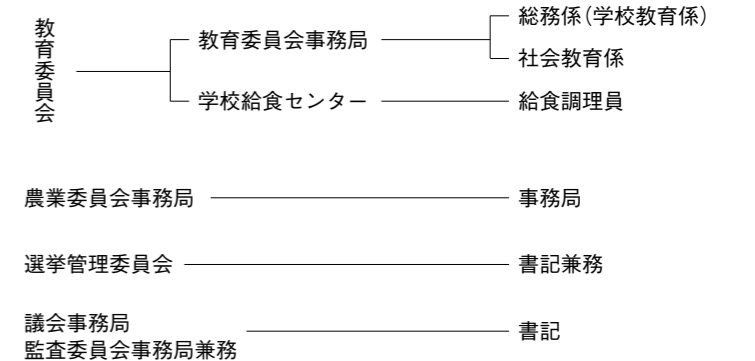 教育委員会
教育委員会事務局
総務係（学校教育係）
社会教育係
学校給食センター
給食調理員
農業委員会事務局
事務局
選挙管理委員会
書記兼務
議会事務局
監査委員会事務局兼務
書記